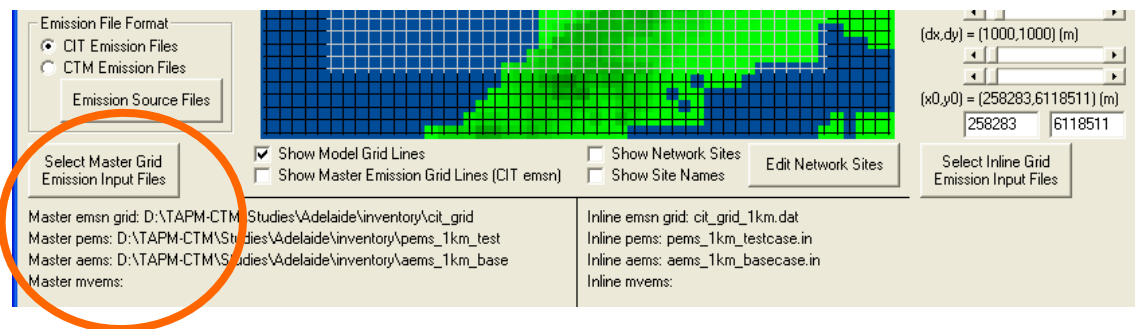 Emission File Format
CIT Emission Files
CTM Emission Files
Emission Source Files
(dx,dy) = (1000,1000) (m)
(x0,y0) = (258283,6118511) (m)
258283 6118511
Select Master Grid
Emission Input Files
Show Model Grid Lines
Show Master Emission Grid Lines (CIT emsn)
Show Network Sites
Show Site Names
Edit Network Sites
Select Inline Grid
Emission Input Files
Master emsn grid: D:\TAPM-CTM\Studies\Adelaide\inventory\cit_grid
Master pems: D:\TAPM-CTM\Studies\Adelaide\inventory\pems_1km_test
Master aems: D:\TAPM-CTM\Studies\Adelaide\inventory\aems_1km_base
Master mvems:
Inline emsn grid: cit_grid_1km.dat
Inline pems: pems_1km_testcase.in
Inline aems: aems_1km_basecase.in
Inline mvems: